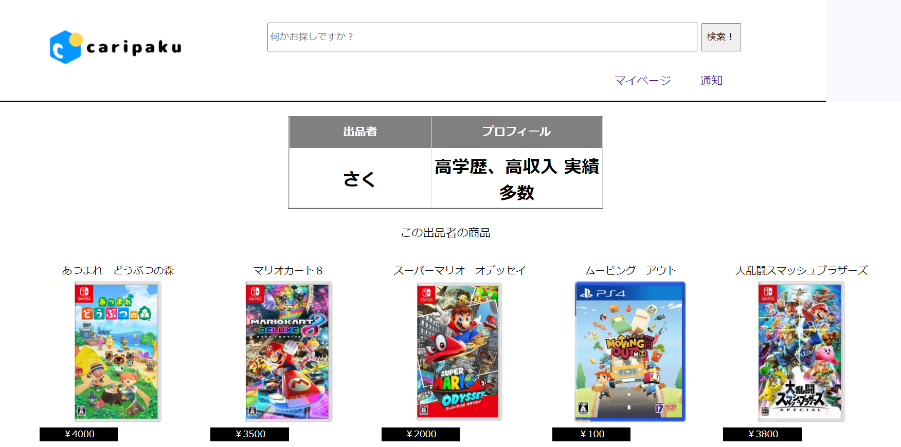 caripaku
何かお探しですか？
検索！
マイページ 通知
出品者 プロフィール
さく
高学歴、高収入 実績
多数
この出品者の商品
あつまれ　どうぶつの森
マリオカート８
スーパーマリオ　オデッセイ
ムービング　アウト
大乱闘スマッシュブラザーズ
あつまれ
どうぶつの森
MARIOKART
8
DELUXE
SUPER
MARIO
ODYSSEY
PS4
MOVING
OUT
大乱闘
スマッシュブラザーズ
SPECIAL
￥4000
￥3500
￥2000
￥100
￥3800